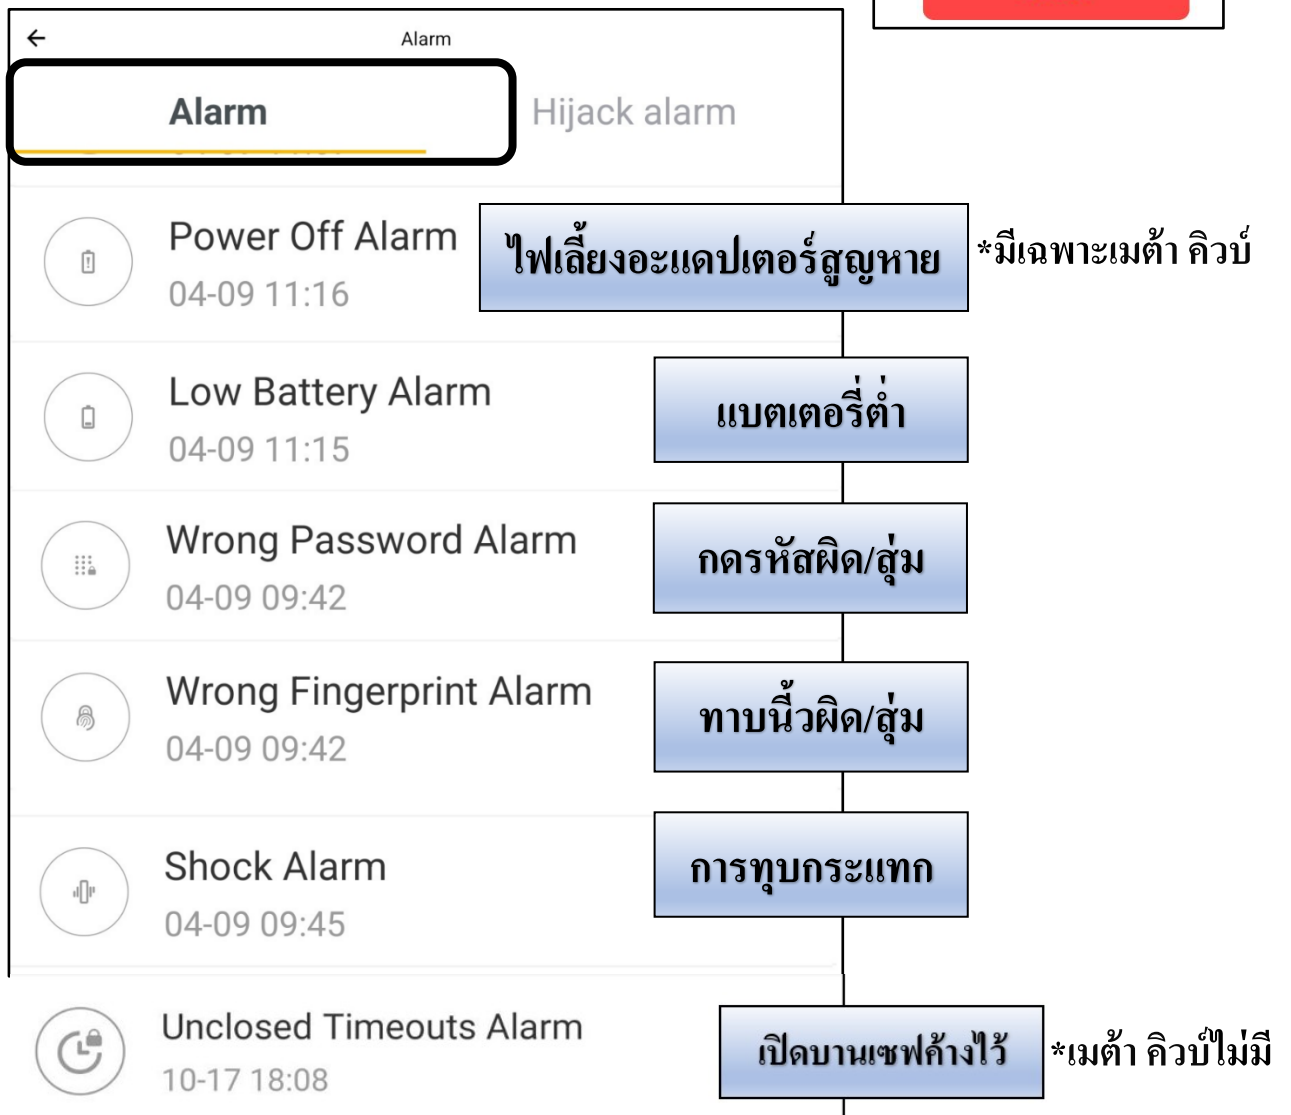 Alarm
Alarm
Hijack alarm
Power Off Alarm
04-09 11:16
ไฟเลี้ยงอะแดปเตอร์สูญหาย
*มีเฉพาะเมต้า คิวบ์
Low Battery Alarm
04-09 11:15
แบตเตอรี่ต่ำ
Wrong Password Alarm
04-09 09:42
กดรหัสผิด/สุ่ม
Wrong Fingerprint Alarm
04-09 09:42
ทาบนิ้วผิด/สุ่ม
Shock Alarm
04-09 09:45
การทุบกระแทก
Unclosed Timeouts Alarm
10-17 18:08
เปิดบานเซฟค้างไว้
*เมต้า คิวบ์ไม่มี